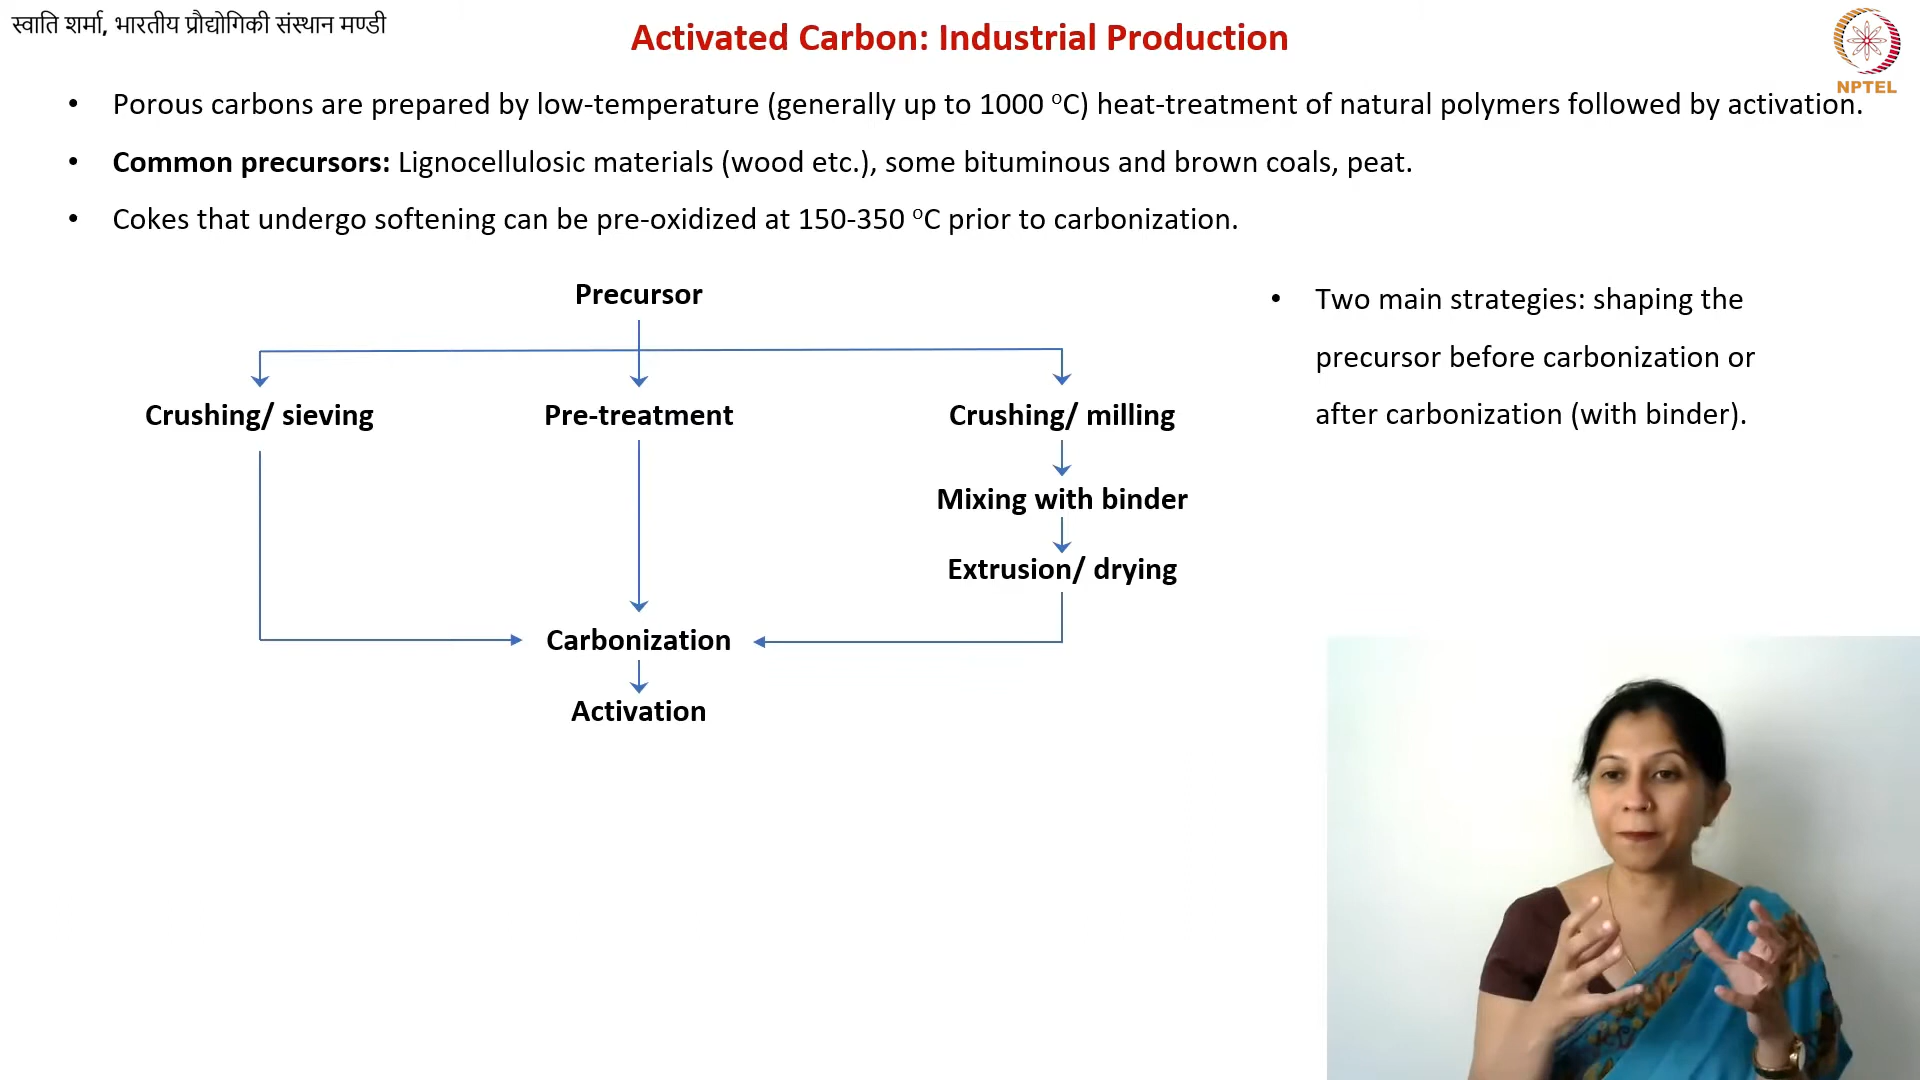 स्वाति शर्मा, भारतीय प्रौद्योगिकी संस्थान मण्डी
Activated Carbon: Industrial Production
NPTEL
• Porous carbons are prepared by low-temperature (generally up to 1000 °C) heat-treatment of natural polymers followed by activation.
• Common precursors: Lignocellulosic materials (wood etc.), some bituminous and brown coals, peat.
• Cokes that undergo softening can be pre-oxidized at 150-350 °C prior to carbonization.
Precursor
Crushing/ sieving
Pre-treatment
Crushing/ milling
Mixing with binder
Extrusion/ drying
Carbonization
Activation
• Two main strategies: shaping the
precursor before carbonization or
after carbonization (with binder).